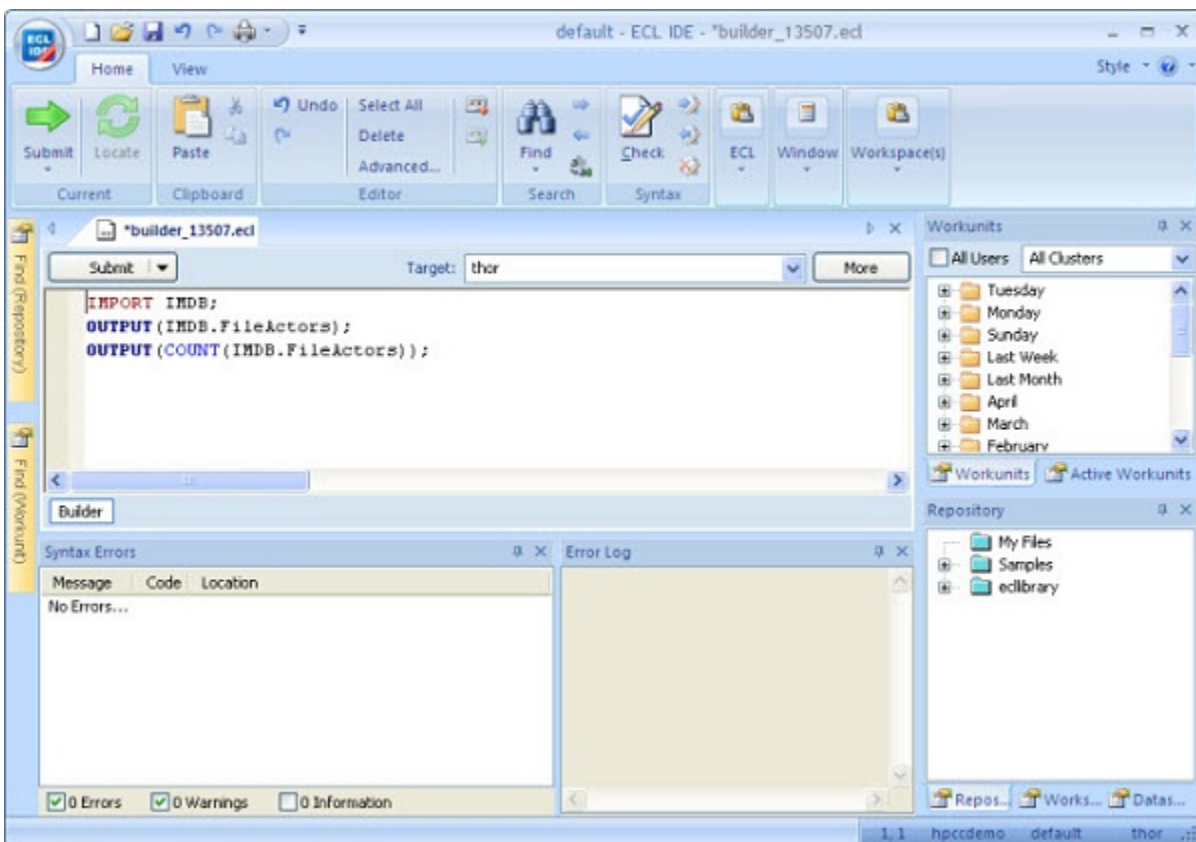 ECL IDE
default - ECL IDE - *builder_13507.ecl
Home View
Style
Submit Locate Paste Undo Select All Delete Advanced... Find Check ECL Window Workspace(s)
Current Clipboard Editor Search Syntax
Find (Repository)
Find (Workunit)
*builder_13507.ecl
Submit Target: thor More
IMPORT IMDB;
OUTPUT(IMDB.FileActors);
OUTPUT(COUNT(IMDB.FileActors));
Builder
Syntax Errors
Message Code Location
No Errors...
0 Errors 0 Warnings 0 Information
Error Log
Workunits
All Users All Clusters
Tuesday
Monday
Sunday
Last Week
Last Month
April
March
February
Workunits Active Workunits
Repository
My Files
Samples
ecllibrary
Repos... Works... Datas...
1, 1 hpccdemo default thor